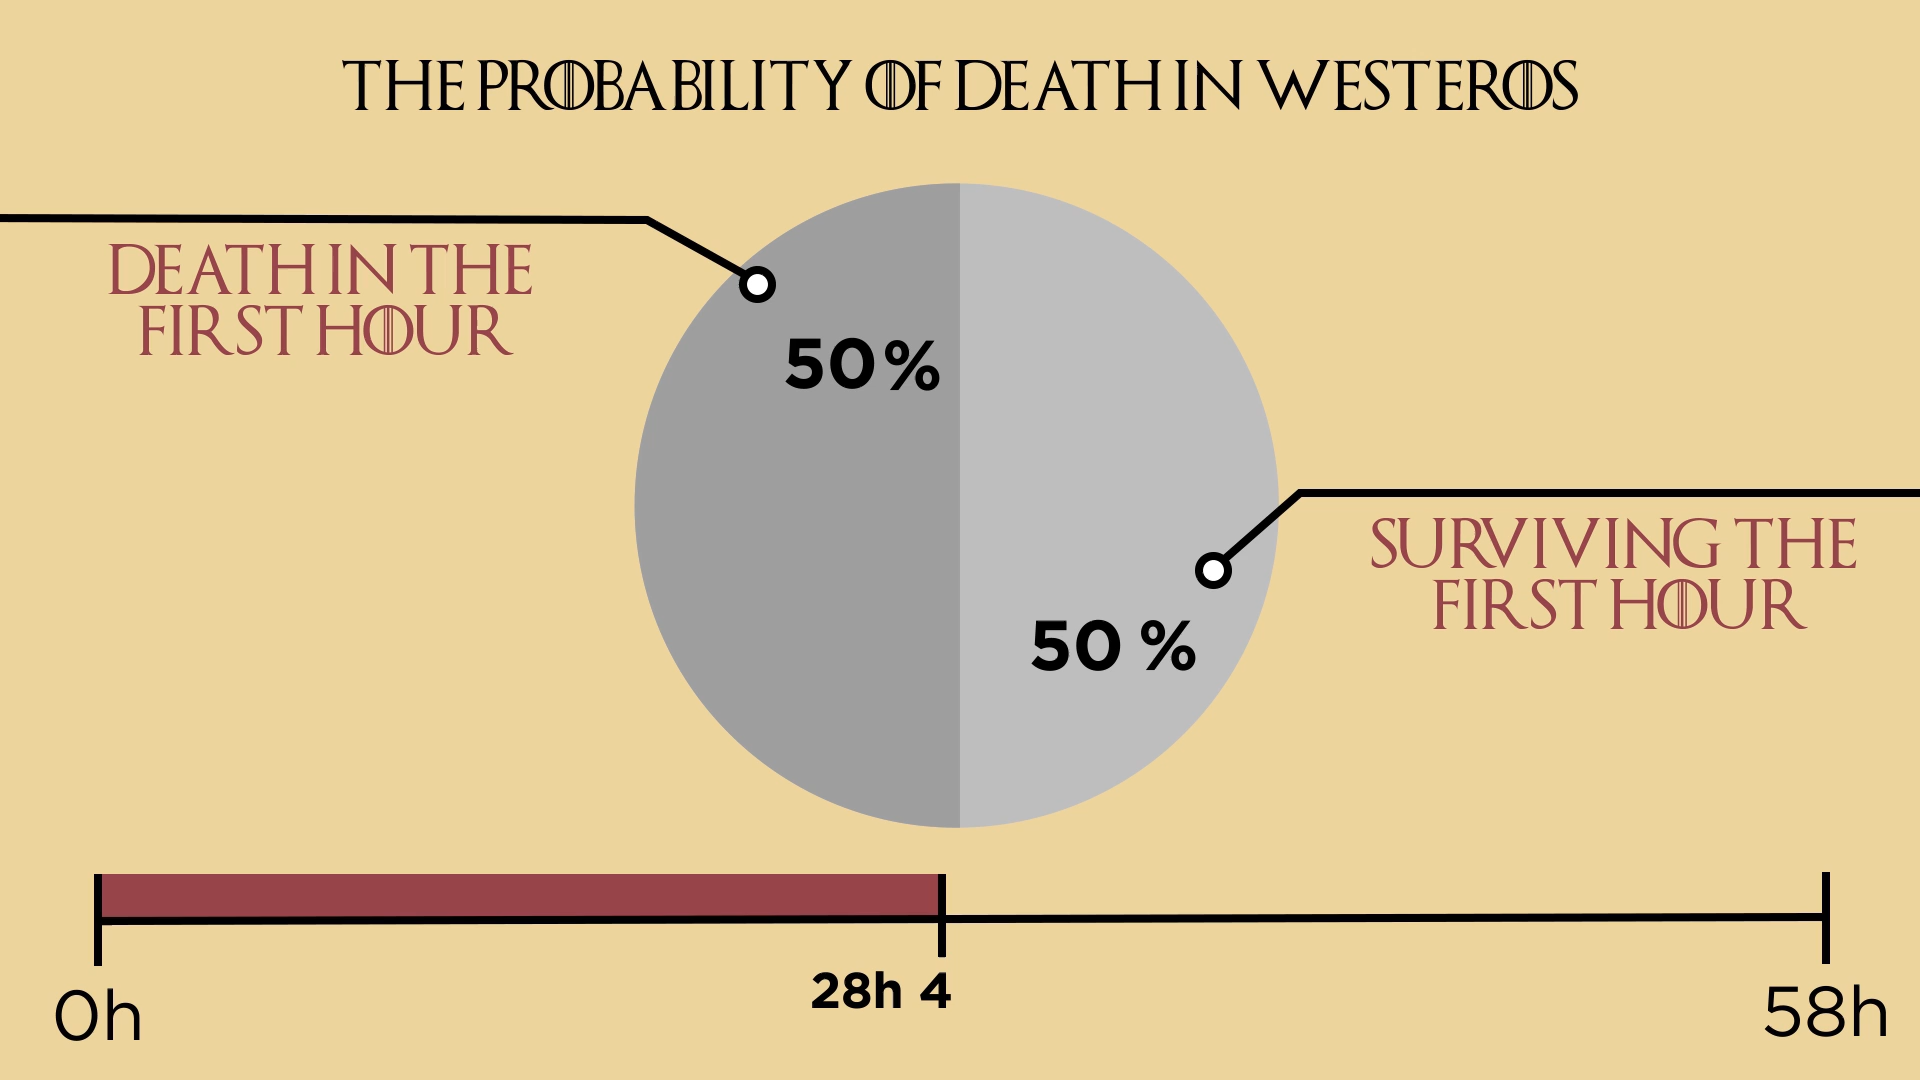 THE PROBABILITY OF DEATH IN WESTEROS
DEATH IN THE
FIRST HOUR
50%
SURVIVING THE
FIRST HOUR
50 %
28h 4
0h
58h